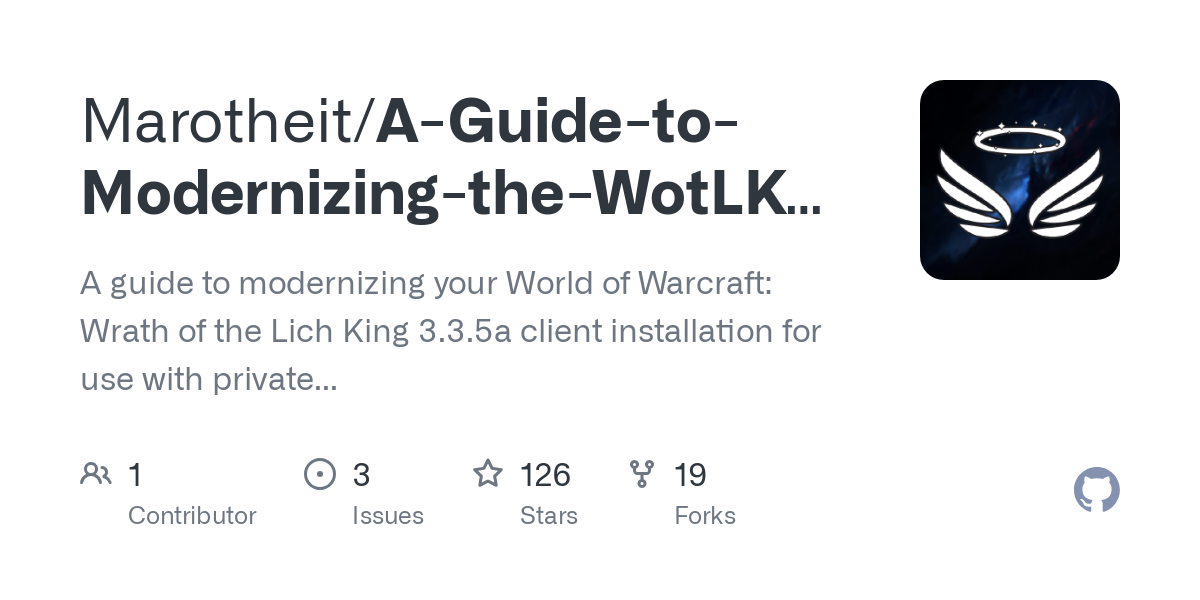 Marotheit/A-Guide-to-
Modernizing-the-WotLK...
A guide to modernizing your World of Warcraft:
Wrath of the Lich King 3.3.5a client installation for
use with private...
1
Contributor
3
Issues
126
Stars
19
Forks